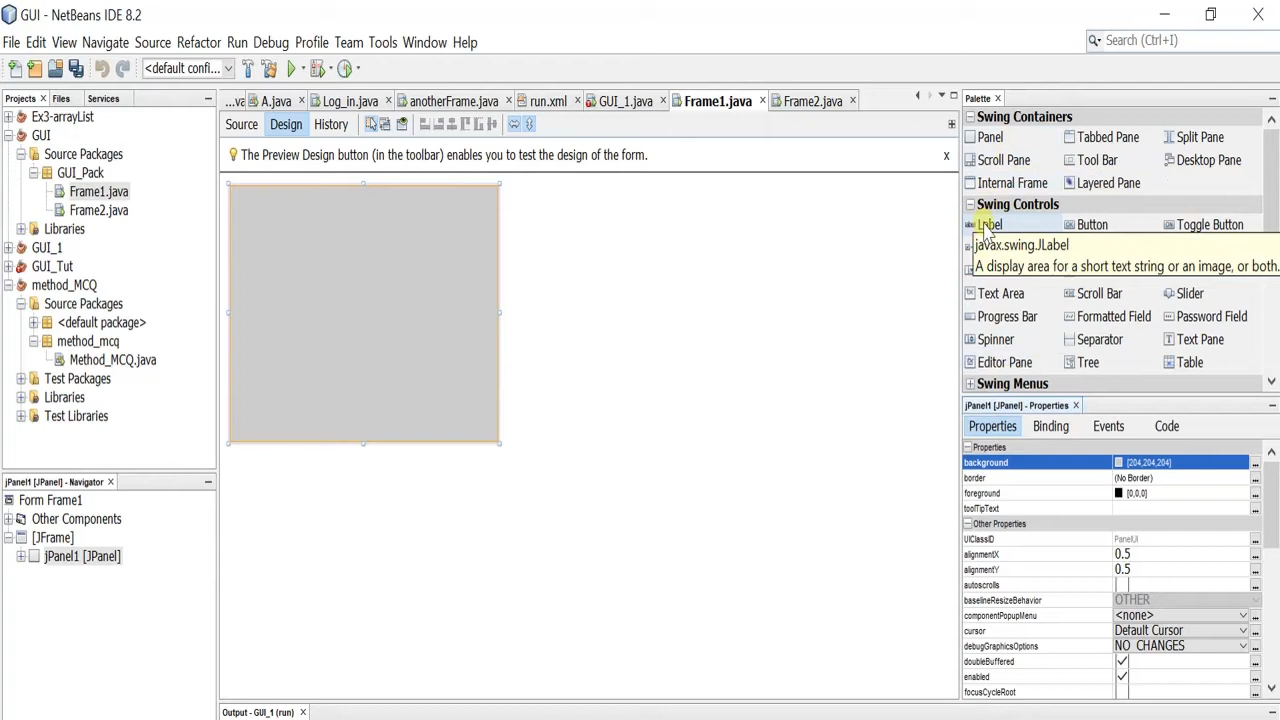 GUI - NetBeans IDE 8.2
File Edit View Navigate Source Refactor Run Debug Profile Team Tools Window Help
Search (Ctrl+I)
<default confi...
Projects Files Services
...va A.java Log_in.java anotherFrame.java run.xml GUI_1.java Frame1.java Frame2.java
Source Design History
The Preview Design button (in the toolbar) enables you to test the design of the form.
Ex3-arrayList
GUI
Source Packages
GUI_Pack
Frame1.java
Frame2.java
Libraries
GUI_1
GUI_Tut
method_MCQ
Source Packages
<default package>
method_mcq
Method_MCQ.java
Test Packages
Libraries
Test Libraries
jPanel1 [JPanel] - Navigator
Form Frame1
Other Components
[JFrame]
jPanel1 [JPanel]
Output - GUI_1 (run)
Palette
Swing Containers
Panel Tabbed Pane Split Pane
Scroll Pane Tool Bar Desktop Pane
Internal Frame Layered Pane
Swing Controls
Label Button Toggle Button
javax.swing.JLabel
A display area for a short text string or an image, or both.
Text Area Scroll Bar Slider
Progress Bar Formatted Field Password Field
Spinner Separator Text Pane
Editor Pane Tree Table
Swing Menus
jPanel1 [JPanel] - Properties
Properties Binding Events Code
Properties
background [204,204,204]
border (No Border)
foreground [0,0,0]
toolTipText
Other Properties
UIClassID PanelUI
alignmentX 0.5
alignmentY 0.5
autoscrolls
baselineResizeBehavior OTHER
componentPopupMenu <none>
cursor Default Cursor
debugGraphicsOptions NO_CHANGES
doubleBuffered
enabled
focusCycleRoot